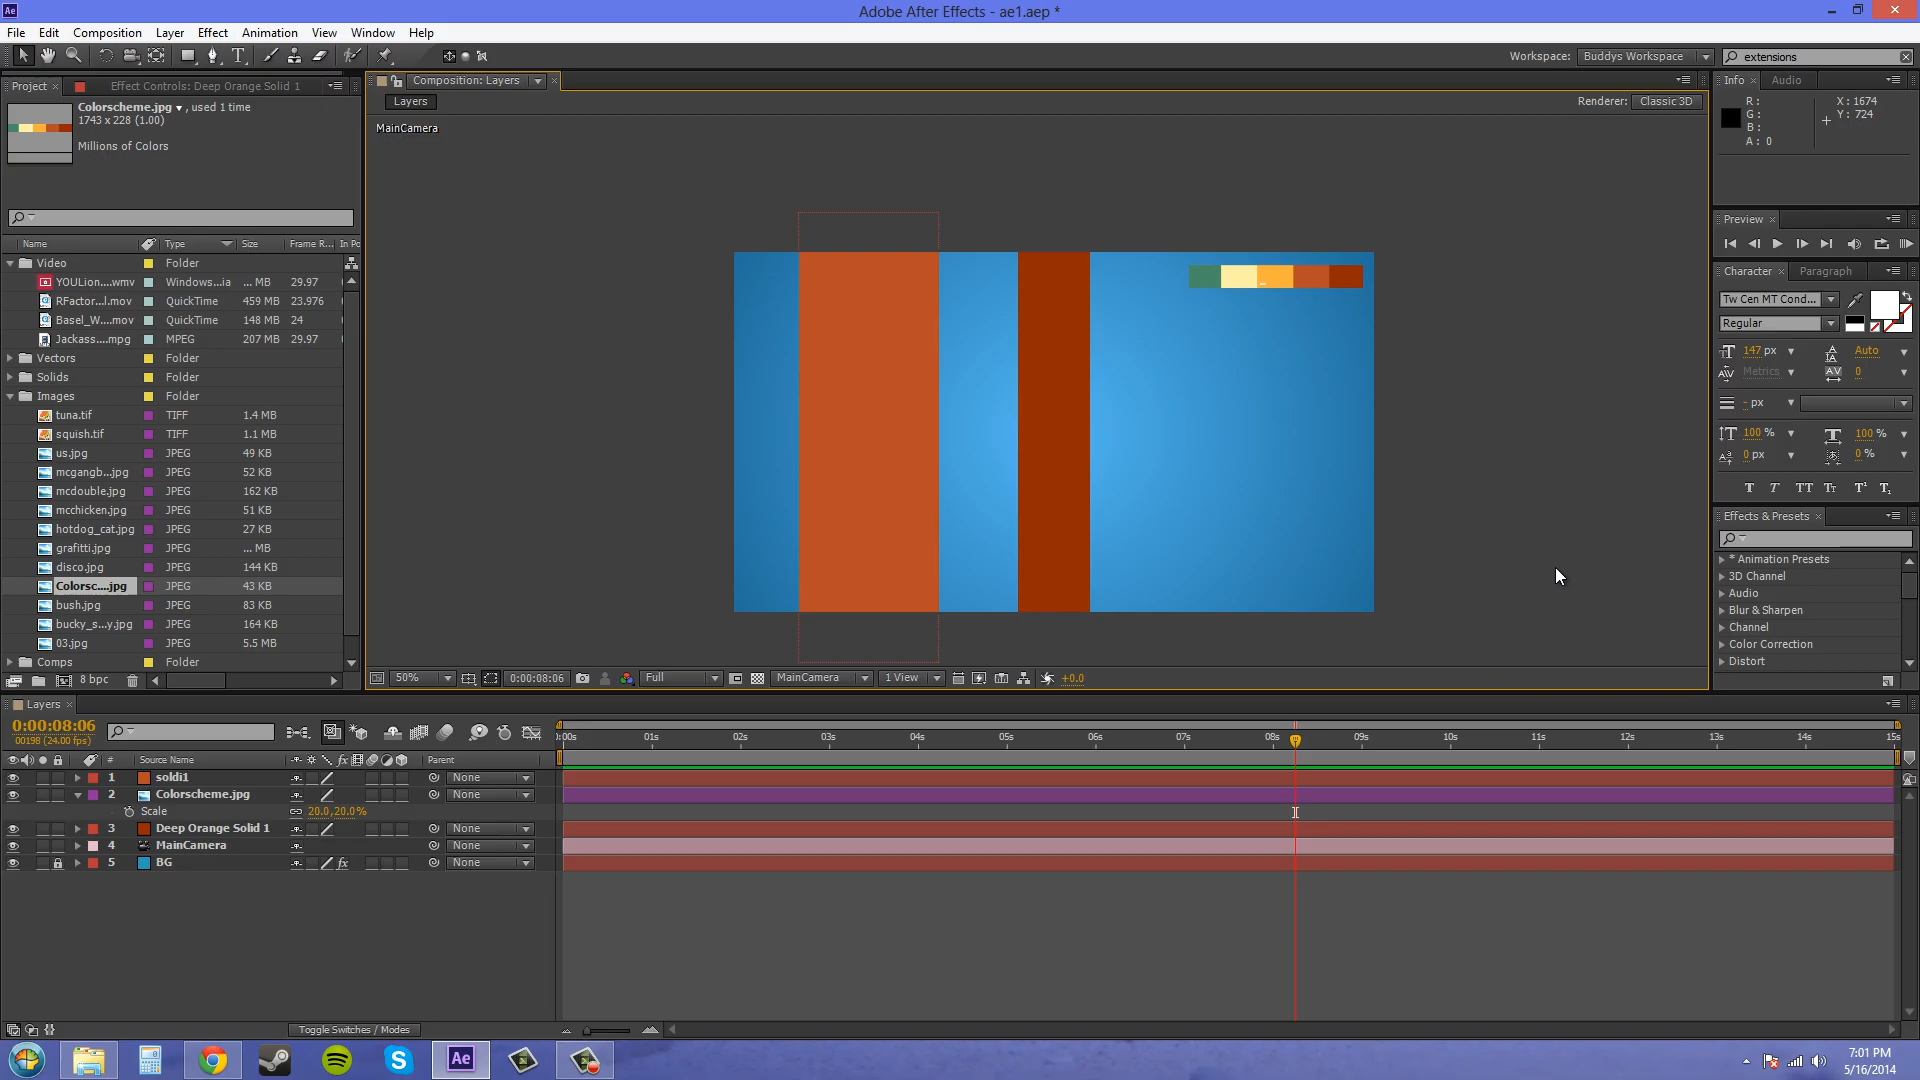 Adobe After Effects - ae1.aep *
File Edit Composition Layer Effect Animation View Window Help
Workspace: Buddys Workspace extensions
Project Effect Controls: Deep Orange Solid 1
Composition: Layers
Info Audio
Colorscheme.jpg , used 1 time
1743 x 228 (1.00)
Millions of Colors
Layers
Renderer: Classic 3D
MainCamera
R :
G :
B :
A : 0
X : 1674
Y : 724
Name Type Size Frame R... In Po
Video Folder
YOULion....wmv Windows...ia ... MB 29.97
RFactor...l.mov QuickTime 459 MB 23.976
Basel_W....mov QuickTime 148 MB 24
Jackass....mpg MPEG 207 MB 29.97
Vectors Folder
Solids Folder
Images Folder
tuna.tif TIFF 1.4 MB
squish.tif TIFF 1.1 MB
us.jpg JPEG 49 KB
mcgangb...jpg JPEG 52 KB
mcdouble.jpg JPEG 162 KB
mcchicken.jpg JPEG 51 KB
hotdog_cat.jpg JPEG 27 KB
grafitti.jpg JPEG ... MB
disco.jpg JPEG 144 KB
Colorsc....jpg JPEG 43 KB
bush.jpg JPEG 83 KB
bucky_s...y.jpg JPEG 164 KB
03.jpg JPEG 5.5 MB
Comps Folder
8 bpc
50% 0:00:08:06 Full MainCamera 1 View +0.0
Preview
Character Paragraph
Tw Cen MT Cond...
Regular
147 px Auto
Metrics 0
- px
100 % 100 %
0 px 0 %
T T TT Tt T¹ T₁
Effects & Presets
* Animation Presets
3D Channel
Audio
Blur & Sharpen
Channel
Color Correction
Distort
Layers
0:00:08:06
00198 (24.00 fps)
:00s 01s 02s 03s 04s 05s 06s 07s 08s 09s 10s 11s 12s 13s 14s 15s
# Source Name Parent
1 soldi1 None
2 Colorscheme.jpg None
Scale 20.0,20.0%
3 Deep Orange Solid 1 None
4 MainCamera None
5 BG None
Toggle Switches / Modes
Ae
7:01 PM
5/16/2014